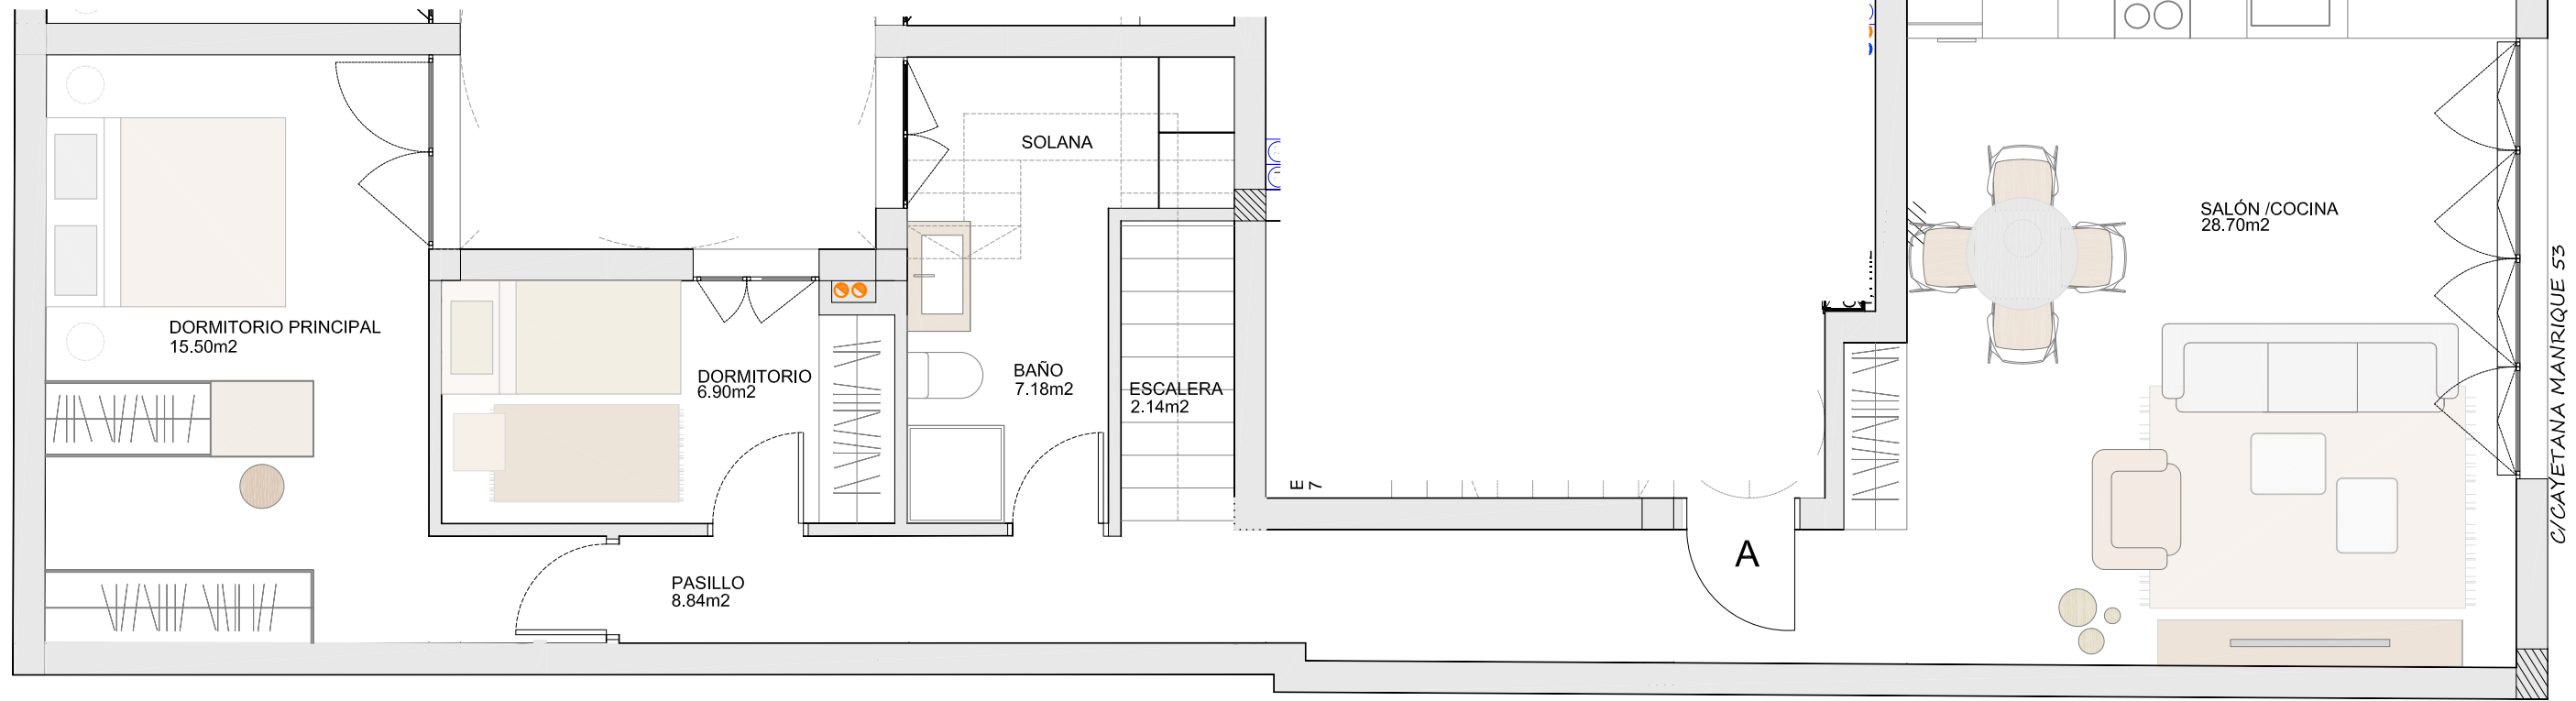 SOLANA
SALÓN /COCINA
28.70m2
C/CAYETANA MANRIQUE 53
DORMITORIO PRINCIPAL
15.50m2
DORMITORIO
6.90m2
BAÑO
7.18m2
ESCALERA
2.14m2
E
7
A
PASILLO
8.84m2